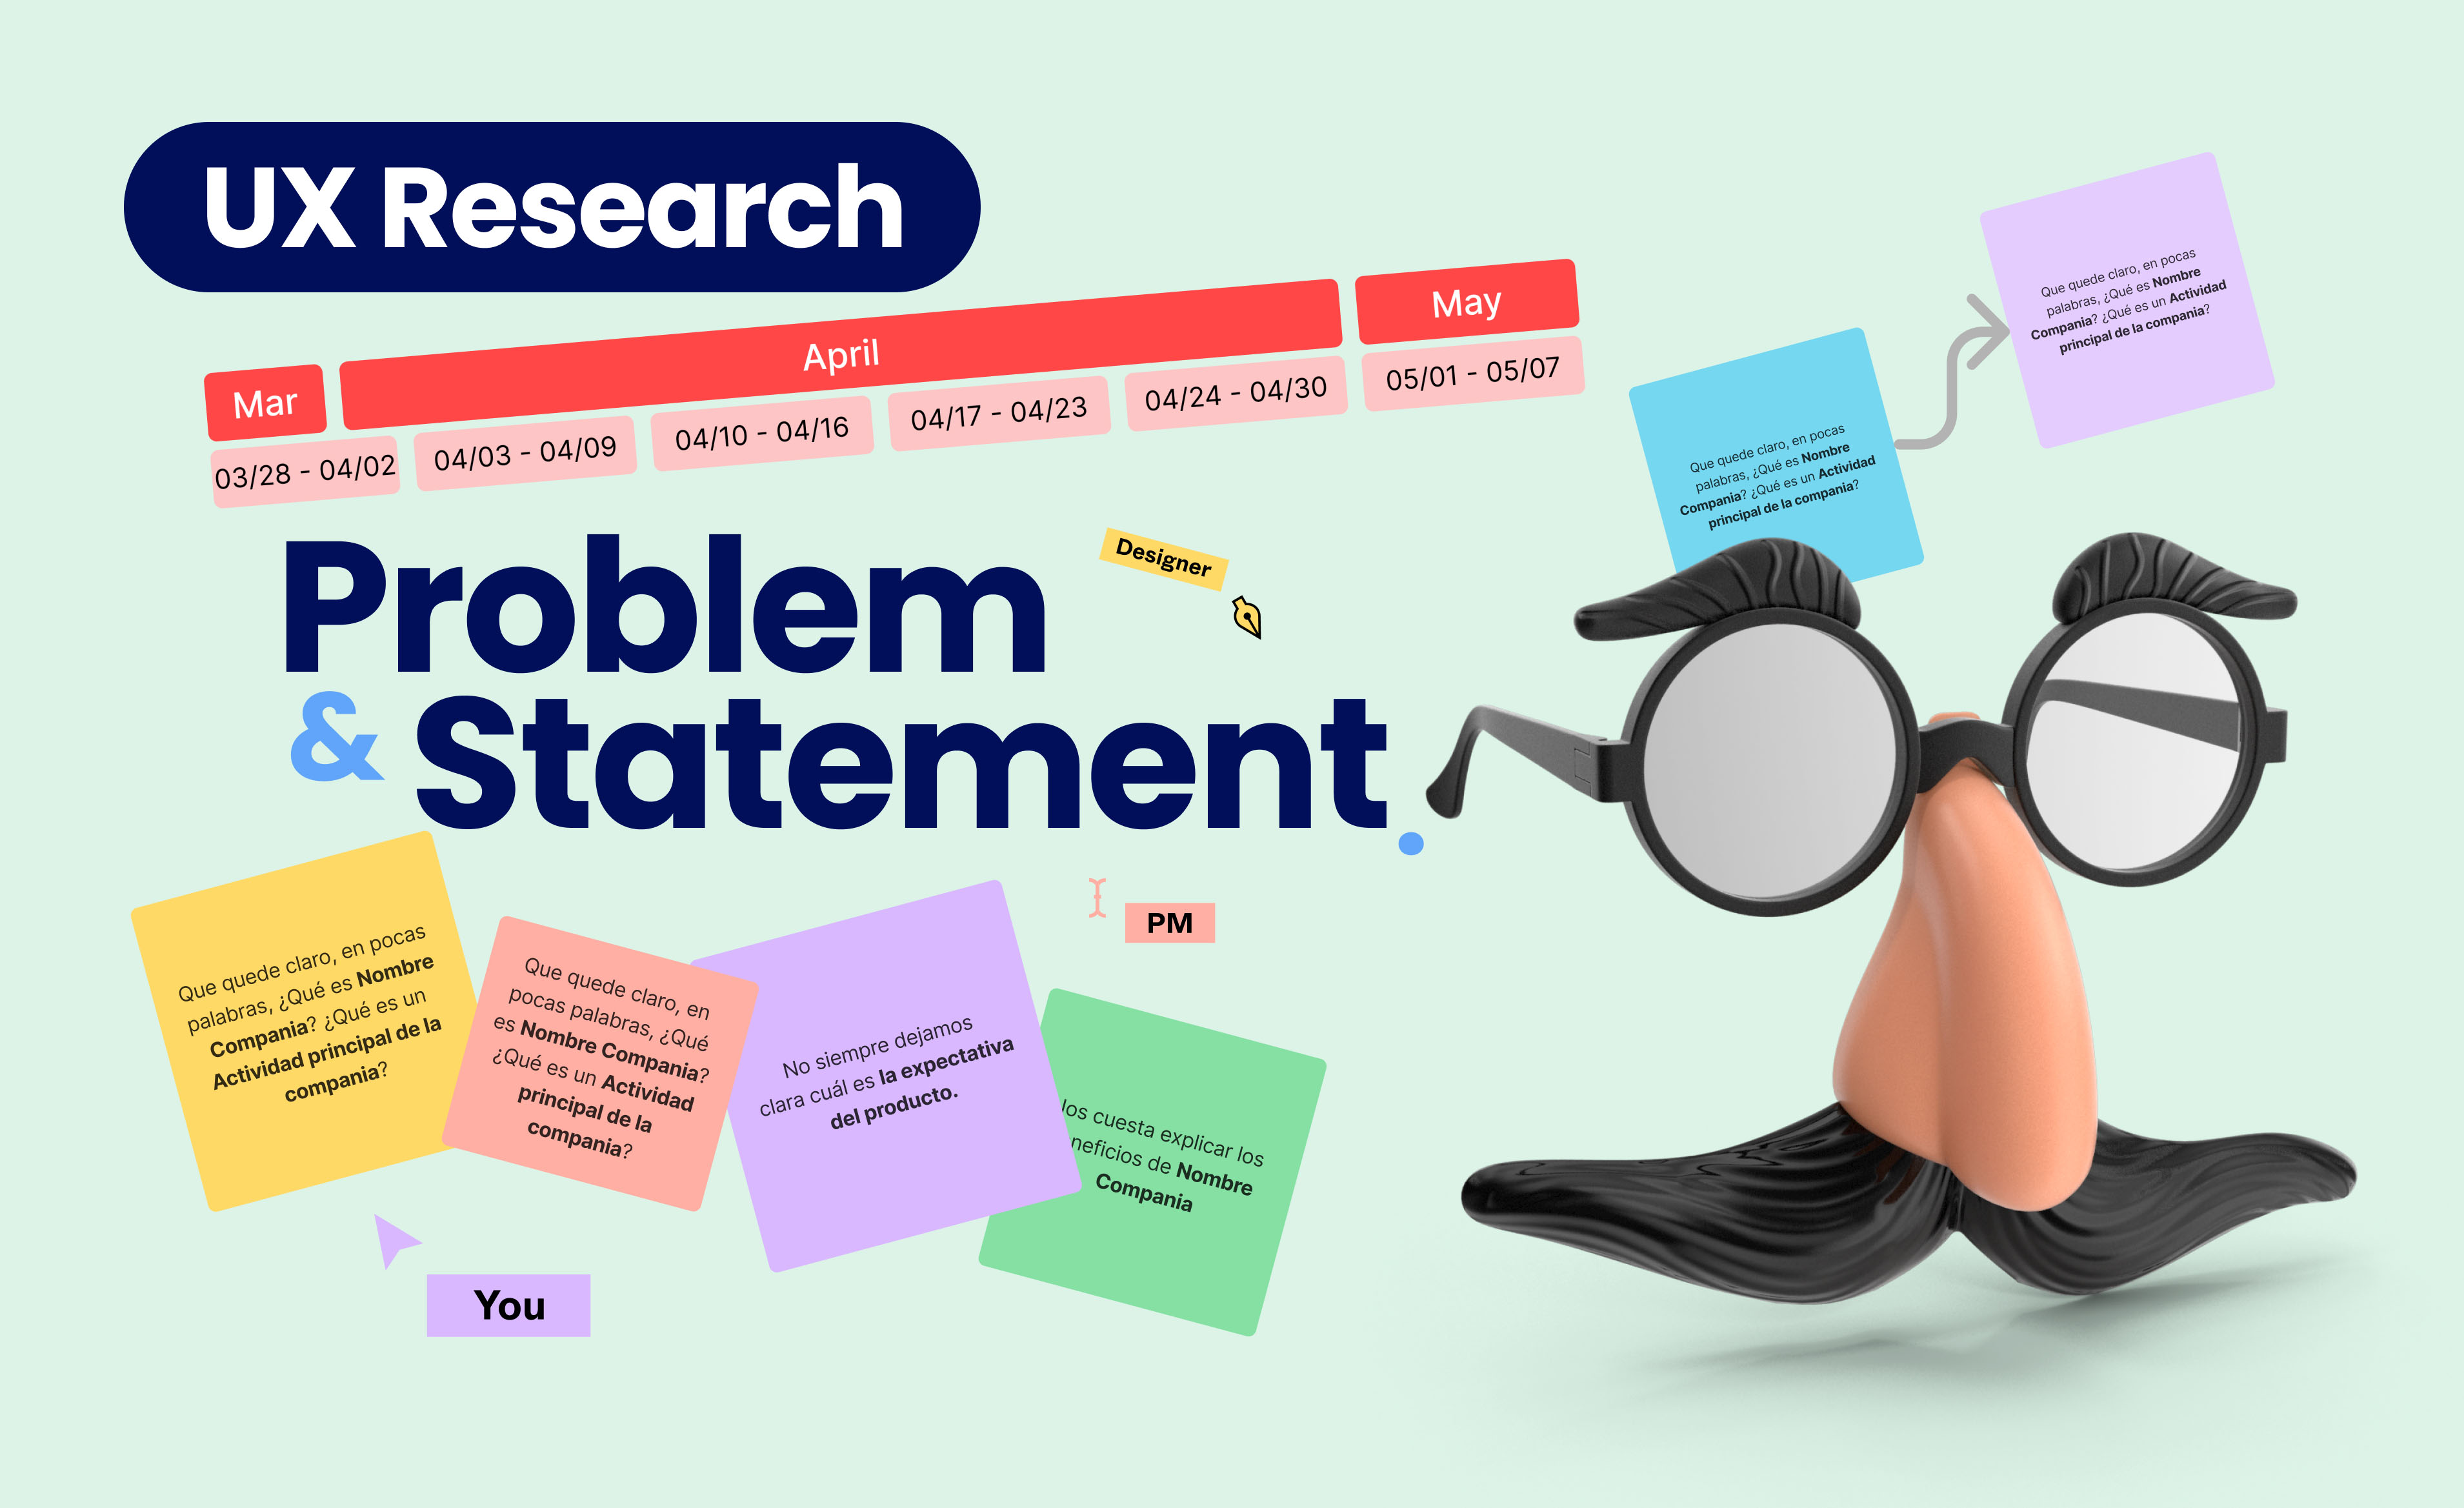 UX Research
Mar
April
May
03/28 - 04/02
04/03 - 04/09
04/10 - 04/16
04/17 - 04/23
04/24 - 04/30
05/01 - 05/07
Que quede claro, en pocas
palabras, ¿Qué es Nombre
Compania? ¿Qué es un Actividad
principal de la compania?
Que quede claro, en pocas
palabras, ¿Qué es Nombre
Compania? ¿Qué es un Actividad
principal de la compania?
Designer
Problem
& Statement.
PM
Que quede claro, en pocas
palabras, ¿Qué es Nombre
Compania? ¿Qué es un
Actividad principal de la
compania?
Que quede claro, en
pocas palabras, ¿Qué
es Nombre Compania?
¿Qué es un Actividad
principal de la
compania?
No siempre dejamos
clara cuál es la expectativa
del producto.
cuesta explicar los
de Nombre
Compania
You